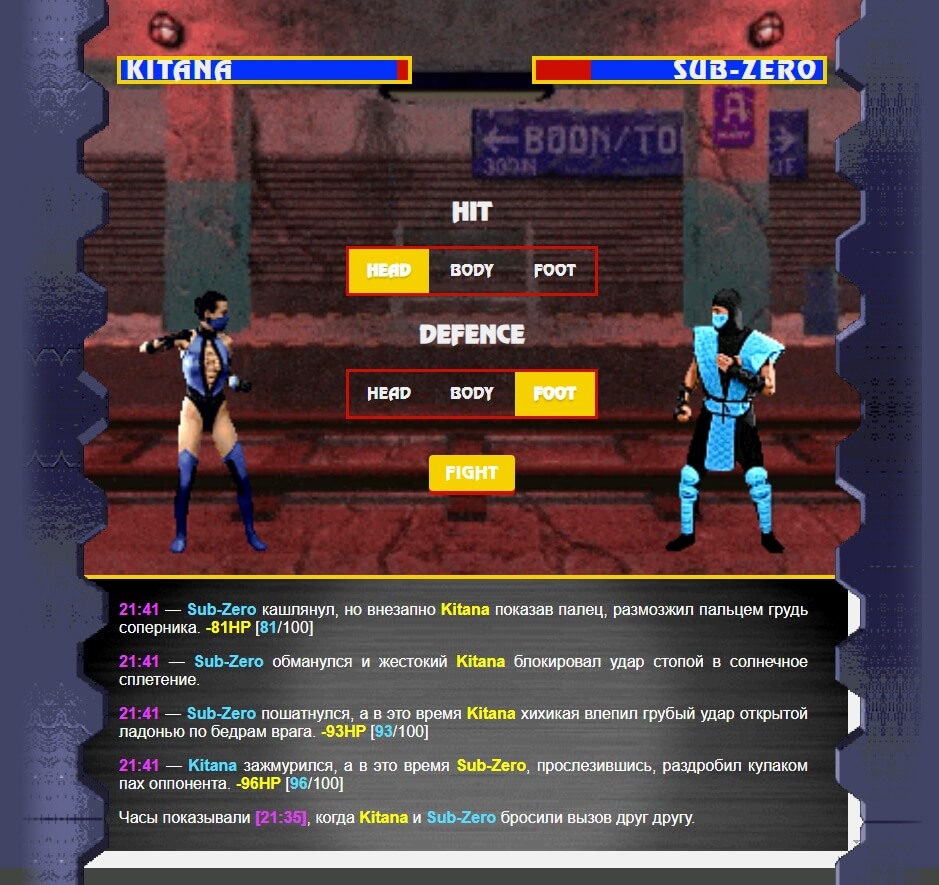 KITANA
SUB-ZERO
BOON/TO
HIT
HEAD BODY FOOT
DEFENCE
HEAD BODY FOOT
FIGHT
21:41 — Sub-Zero кашлянул, но внезапно Kitana показав палец, размозжил пальцем грудь
соперника. -81HP [81/100]
21:41 — Sub-Zero обманулся и жестокий Kitana блокировал удар стопой в солнечное
сплетение.
21:41 — Sub-Zero пошатнулся, а в это время Kitana хихикая влепил грубый удар открытой
ладонью по бедрам врага. -93HP [93/100]
21:41 — Kitana зажмурился, а в это время Sub-Zero, прослезившись, раздробил кулаком
пах оппонента. -96HP [96/100]
Часы показывали [21:35], когда Kitana и Sub-Zero бросили вызов друг другу.